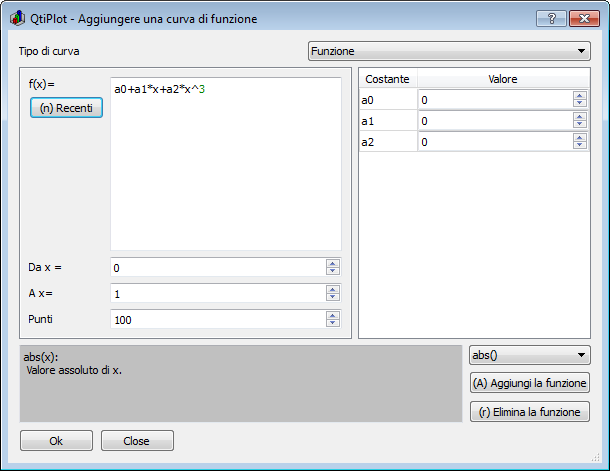 QtiPlot - Aggiungere una curva di funzione
Tipo di curva
Funzione
f(x)=
a0+a1*x+a2*x^3
(n) Recenti
Da x =
0
A x=
1
Punti
100
Costante Valore
a0 0
a1 0
a2 0
abs(x):
Valore assoluto di x.
abs()
(A) Aggiungi la funzione
(r) Elimina la funzione
Ok
Close